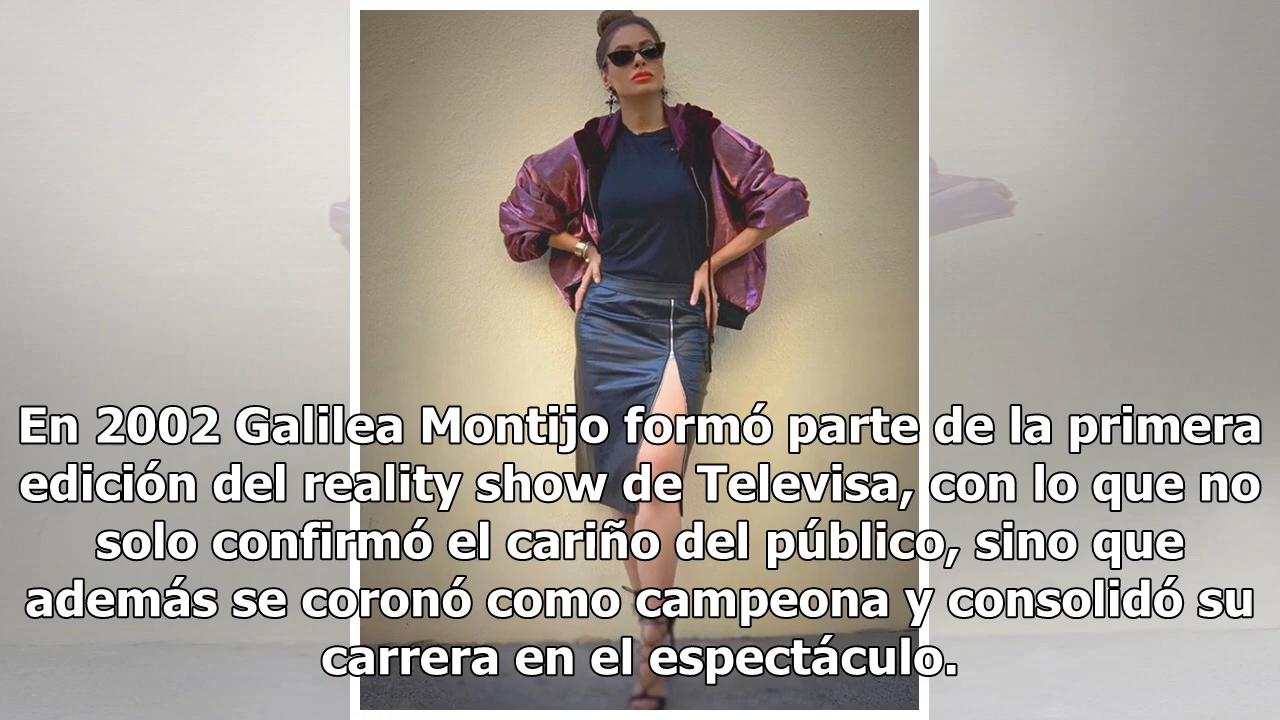 En 2002 Galilea Montijo formó parte de la primera
edición del reality show de Televisa, con lo que no
solo confirmó el cariño del público, sino que
además se coronó como campeona y consolidó su
carrera en el espectáculo.